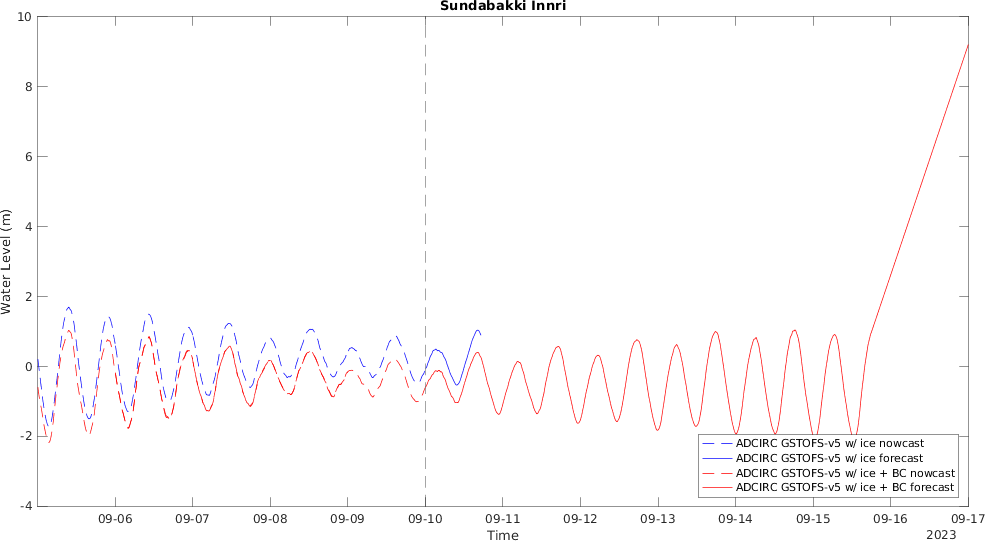 Sundabakki Innri
10
8
6
4
2
0
-2
-4
Water Level (m)
ADCIRC GSTOFS-v5 w/ ice nowcast
ADCIRC GSTOFS-v5 w/ ice forecast
ADCIRC GSTOFS-v5 w/ ice + BC nowcast
ADCIRC GSTOFS-v5 w/ ice + BC forecast
09-06 09-07 09-08 09-09 09-10 09-11 09-12 09-13 09-14 09-15 09-16 09-17
Time
2023